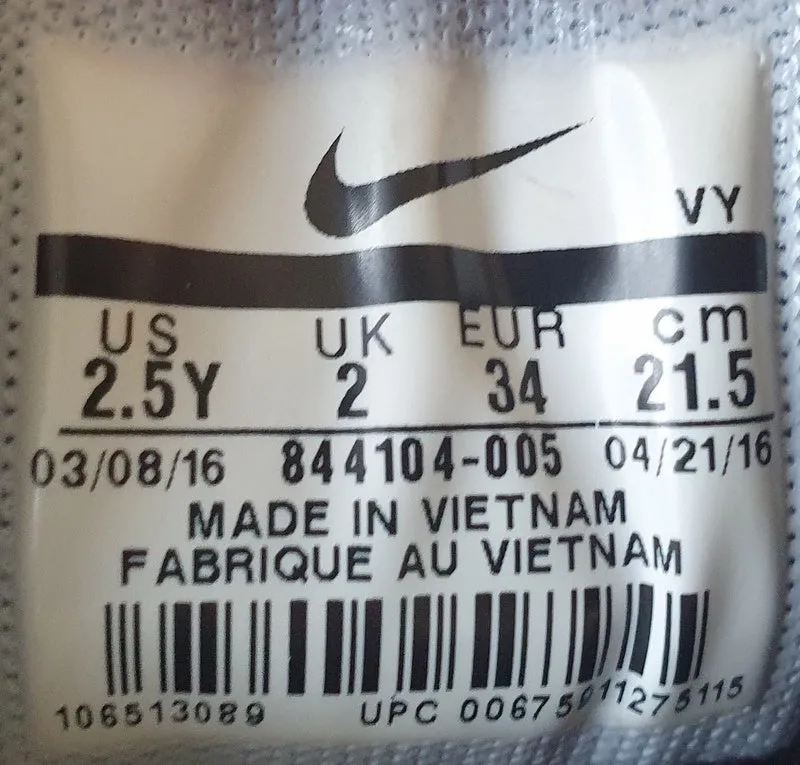 VY
US UK EUR cm
2.5Y 2 34 21.5
03/08/16 844104-005 04/21/16
MADE IN VIETNAM
FABRIQUE AU VIETNAM
106513089 UPC